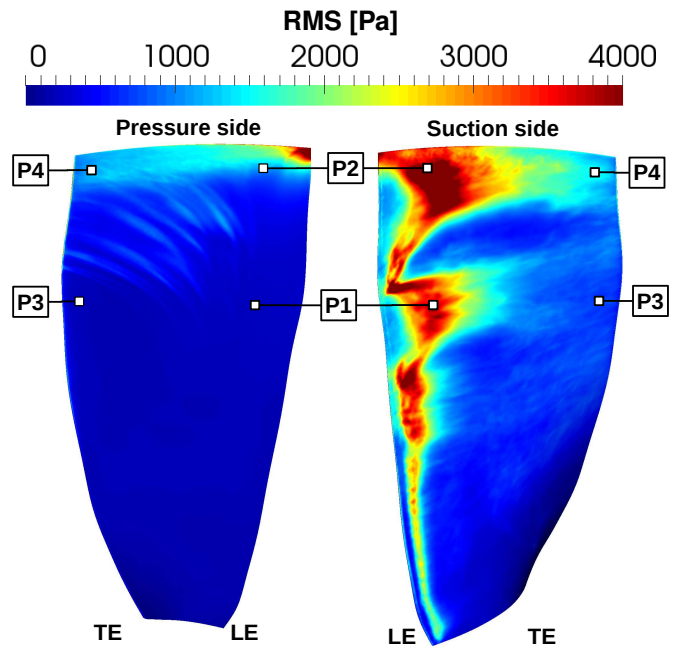 RMS [Pa]
0 1000 2000 3000 4000
Pressure side Suction side
P4 P2 P4
P3 P1 P3
TE LE LE TE